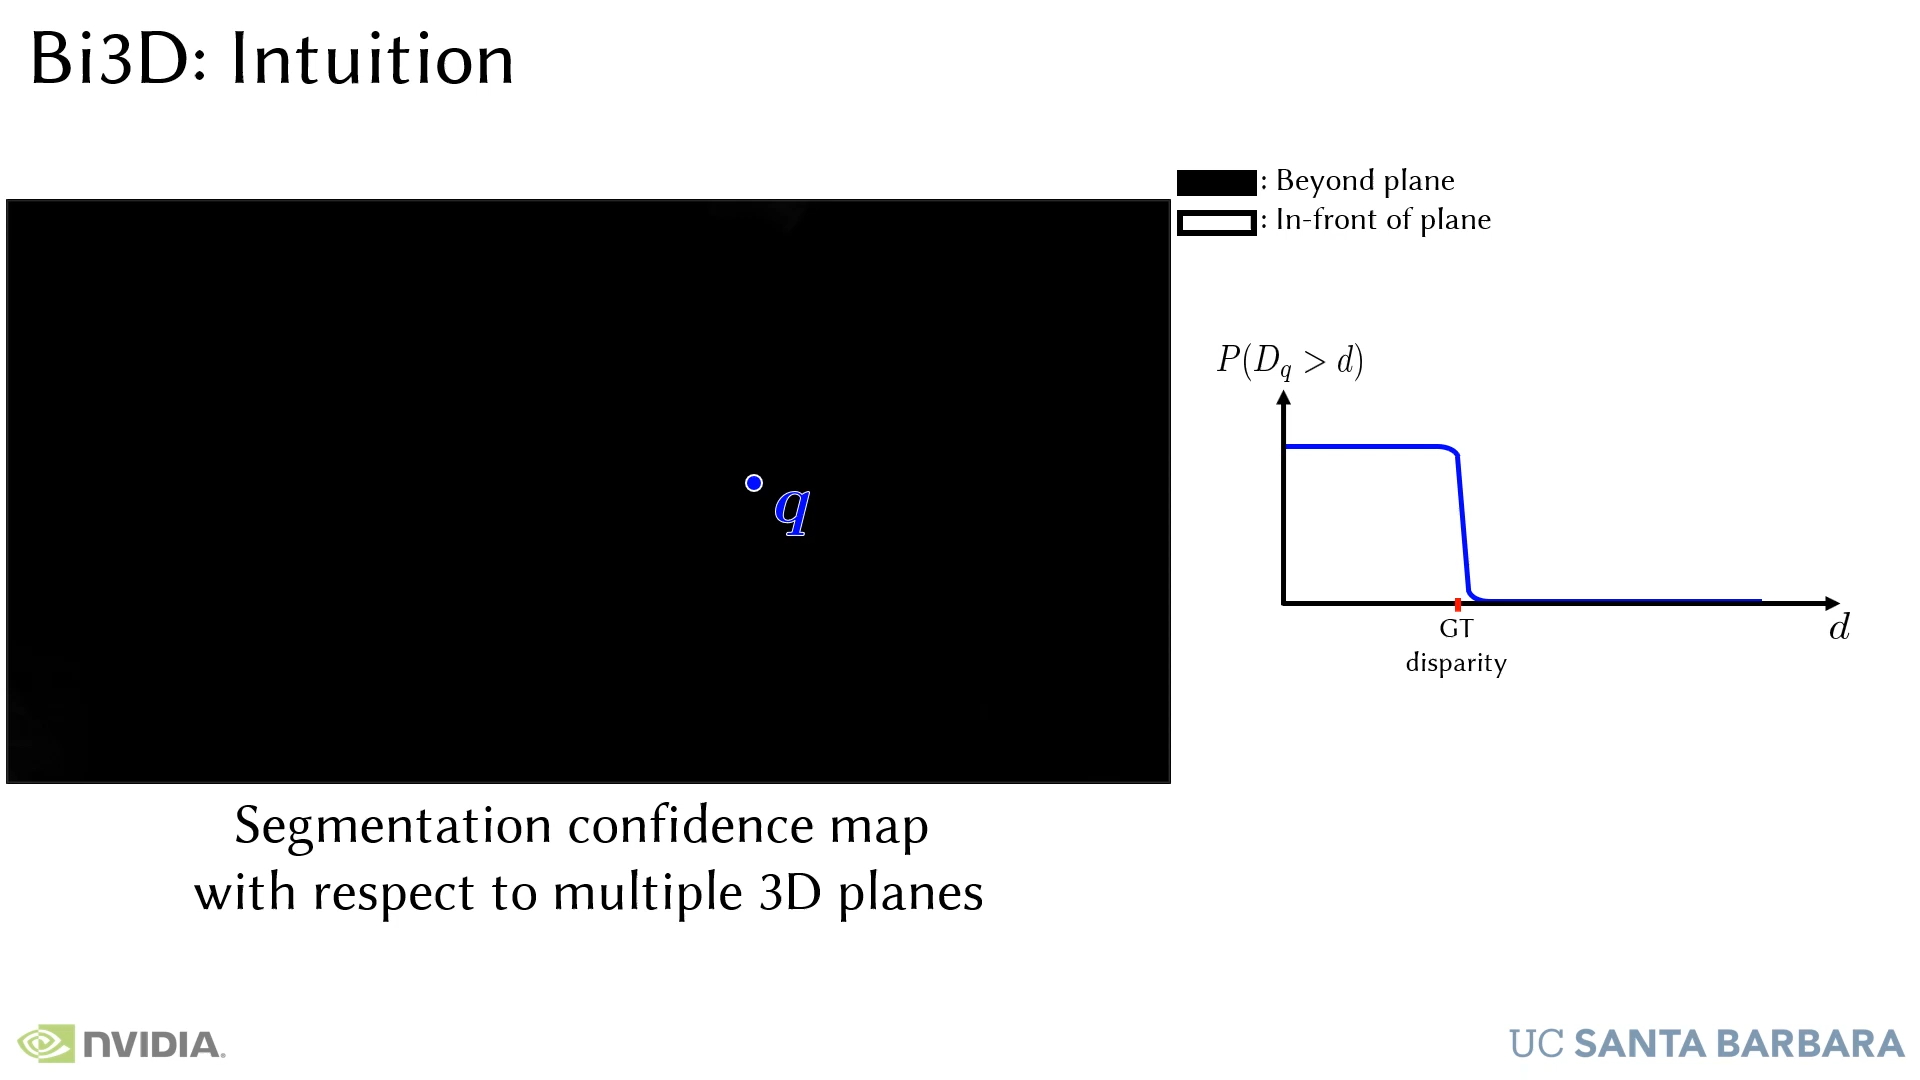 Bi3D: Intuition
: Beyond plane
: In-front of plane
P(D_q > d)
q
GT
disparity
d
Segmentation confidence map
with respect to multiple 3D planes
NVIDIA.
UC SANTA BARBARA